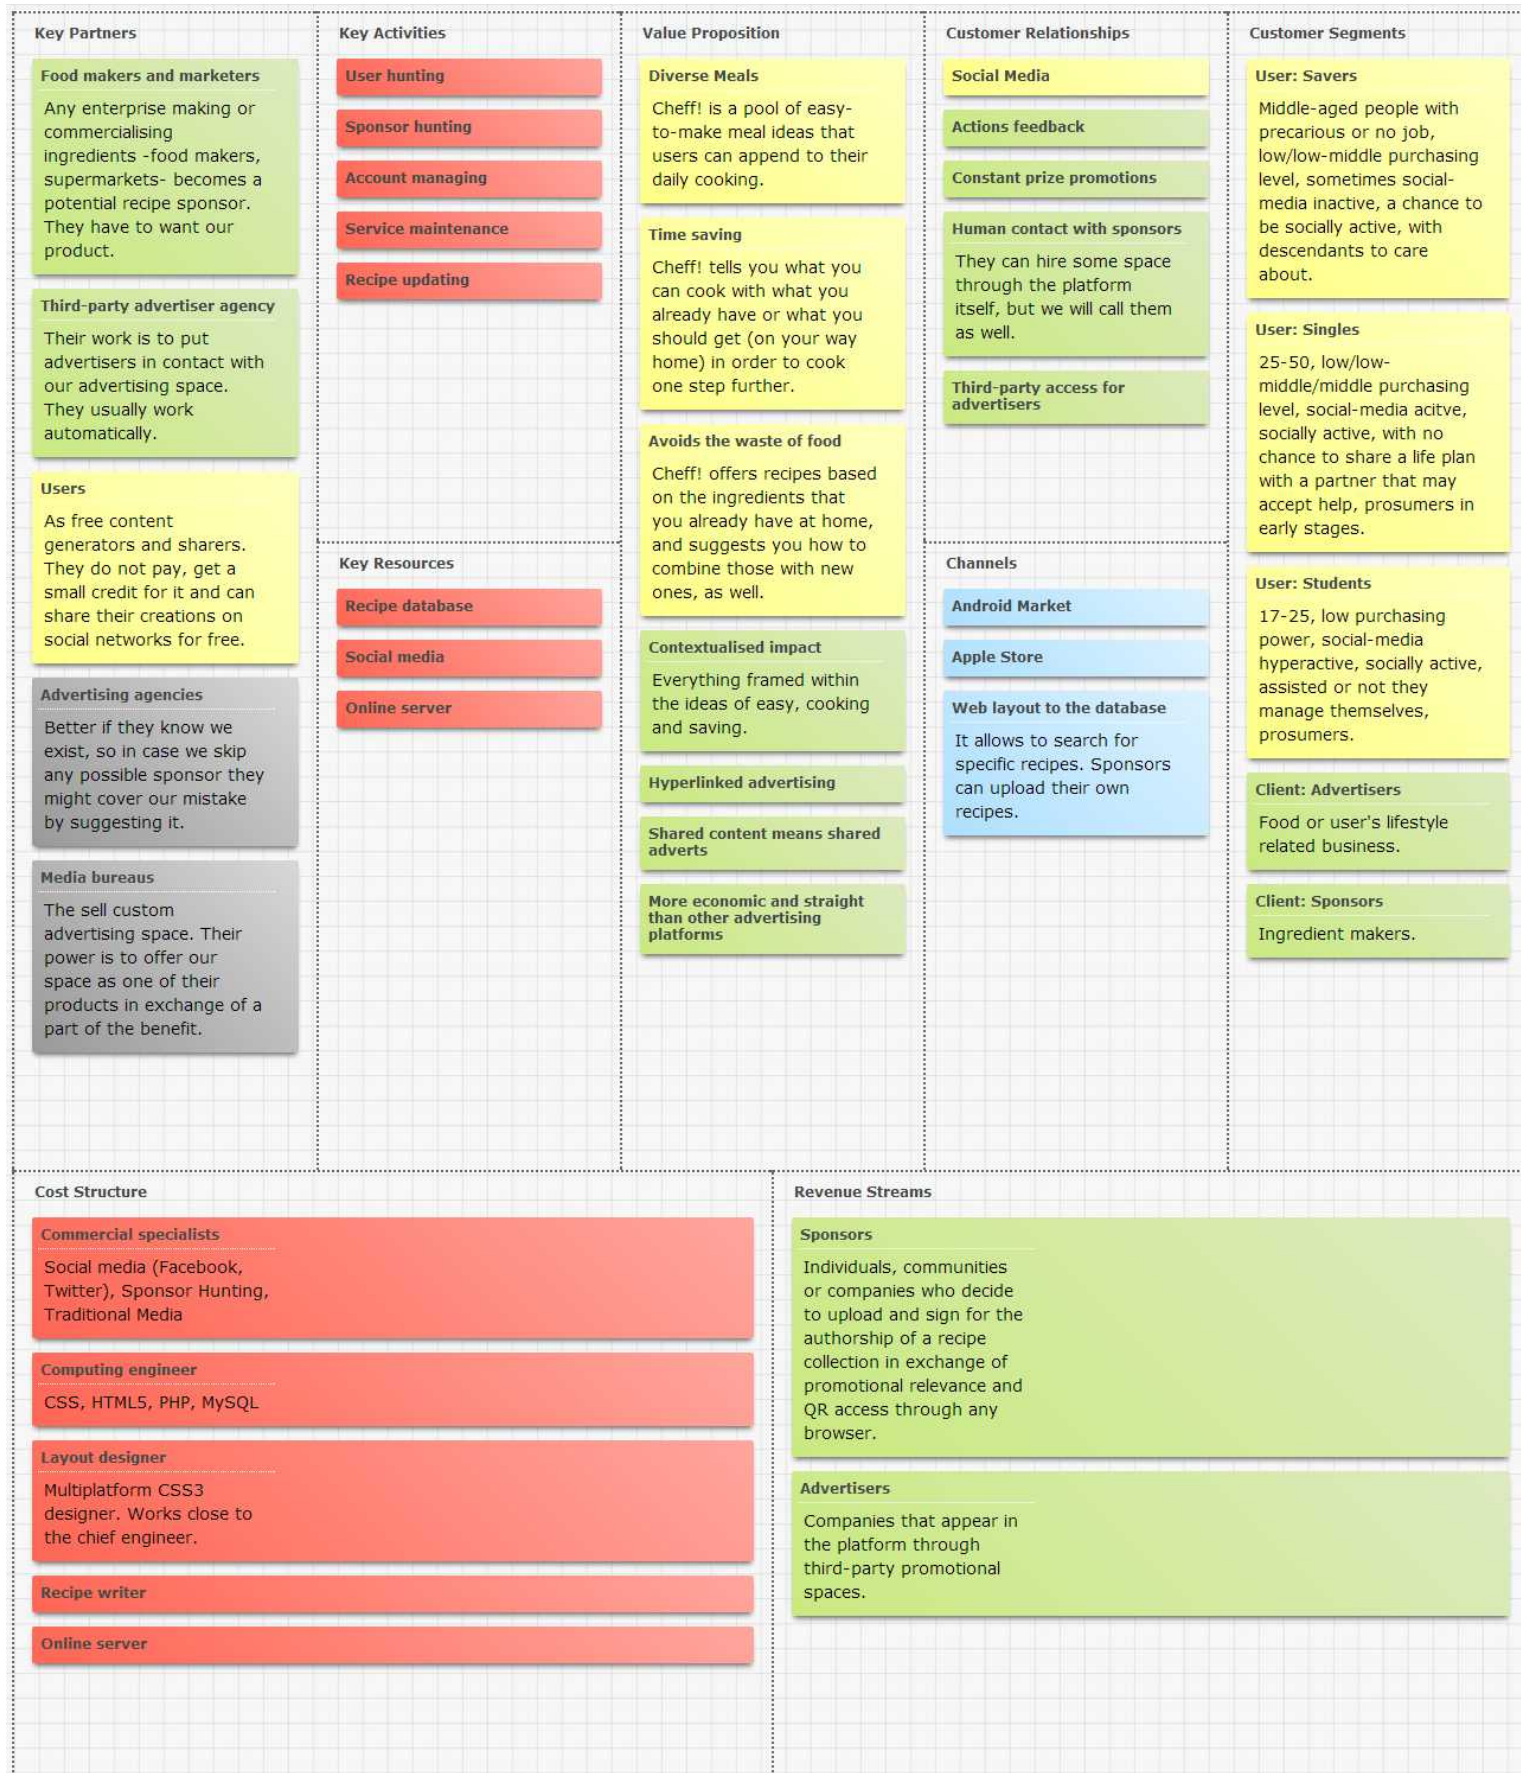 Key Partners
Food makers and marketers
Any enterprise making or
commercialising
ingredients -food makers,
supermarkets- becomes a
potential recipe sponsor.
They have to want our
product.
Third-party advertiser agency
Their work is to put
advertisers in contact with
our advertising space.
They usually work
automatically.
Users
As free content
generators and sharers.
They do not pay, get a
small credit for it and can
share their creations on
social networks for free.
Advertising agencies
Better if they know we
exist, so in case we skip
any possible sponsor they
might cover our mistake
by suggesting it.
Media bureaus
The sell custom
advertising space. Their
power is to offer our
space as one of their
products in exchange of a
part of the benefit.
Key Activities
User hunting
Sponsor hunting
Account managing
Service maintenance
Recipe updating
Key Resources
Recipe database
Social media
Online server
Value Proposition
Diverse Meals
Cheff! is a pool of easy-
to-make meal ideas that
users can append to their
daily cooking.
Time saving
Cheff! tells you what you
can cook with what you
already have or what you
should get (on your way
home) in order to cook
one step further.
Avoids the waste of food
Cheff! offers recipes based
on the ingredients that
you already have at home,
and suggests you how to
combine those with new
ones, as well.
Contextualised impact
Everything framed within
the ideas of easy, cooking
and saving.
Hyperlinked advertising
Shared content means shared
adverts
More economic and straight
than other advertising
platforms
Customer Relationships
Social Media
Actions feedback
Constant prize promotions
Human contact with sponsors
They can hire some space
through the platform
itself, but we will call them
as well.
Third-party access for
advertisers
Channels
Android Market
Apple Store
Web layout to the database
It allows to search for
specific recipes. Sponsors
can upload their own
recipes.
Customer Segments
User: Savers
Middle-aged people with
precarious or no job,
low/low-middle purchasing
level, sometimes social-
media inactive, a chance to
be socially active, with
descendants to care
about.
User: Singles
25-50, low/low-
middle/middle purchasing
level, social-media acitve,
socially active, with no
chance to share a life plan
with a partner that may
accept help, prosumers in
early stages.
User: Students
17-25, low purchasing
power, social-media
hyperactive, socially active,
assisted or not they
manage themselves,
prosumers.
Client: Advertisers
Food or user's lifestyle
related business.
Client: Sponsors
Ingredient makers.
Cost Structure
Commercial specialists
Social media (Facebook,
Twitter), Sponsor Hunting,
Traditional Media
Computing engineer
CSS, HTML5, PHP, MySQL
Layout designer
Multiplatform CSS3
designer. Works close to
the chief engineer.
Recipe writer
Online server
Revenue Streams
Sponsors
Individuals, communities
or companies who decide
to upload and sign for the
authorship of a recipe
collection in exchange of
promotional relevance and
QR access through any
browser.
Advertisers
Companies that appear in
the platform through
third-party promotional
spaces.